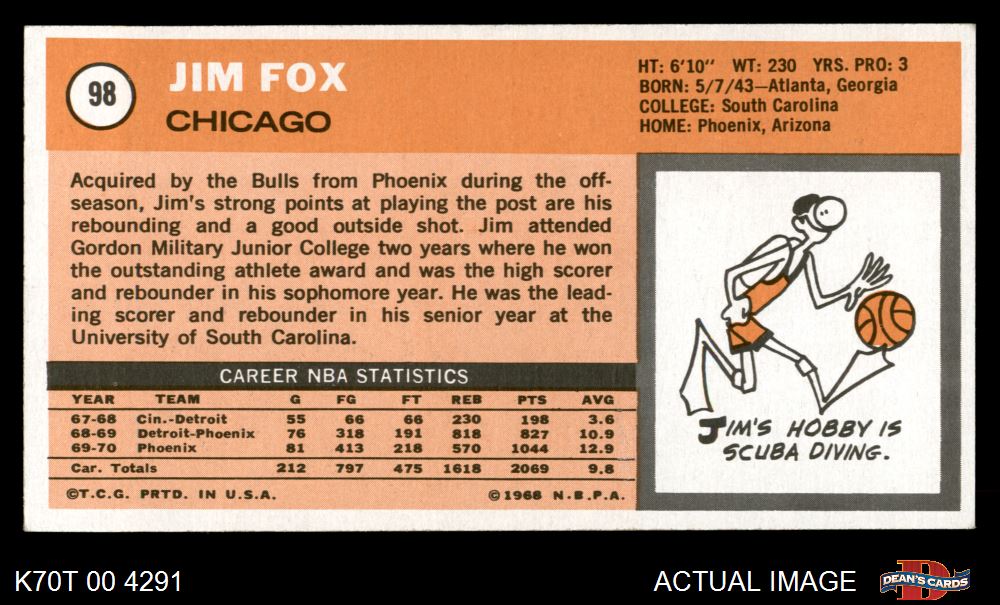 98
JIM FOX
CHICAGO
HT: 6'10" WT: 230 YRS. PRO: 3
BORN: 5/7/43—Atlanta, Georgia
COLLEGE: South Carolina
HOME: Phoenix, Arizona
Acquired by the Bulls from Phoenix during the off-
season, Jim's strong points at playing the post are his
rebounding and a good outside shot. Jim attended
Gordon Military Junior College two years where he won
the outstanding athlete award and was the high scorer
and rebounder in his sophomore year. He was the lead-
ing scorer and rebounder in his senior year at the
University of South Carolina.
CAREER NBA STATISTICS
YEAR TEAM G FG FT REB PTS AVG
67-68 Cin.-Detroit 55 66 66 230 198 3.6
68-69 Detroit-Phoenix 76 318 191 818 827 10.9
69-70 Phoenix 81 413 218 570 1044 12.9
Car. Totals 212 797 475 1618 2069 9.8
©T.C.G. PRTD. IN U.S.A. ©1968 N.B.P.A.
JIM'S HOBBY IS
SCUBA DIVING.
K70T 00 4291
ACTUAL IMAGE
D
DEAN'S CARDS